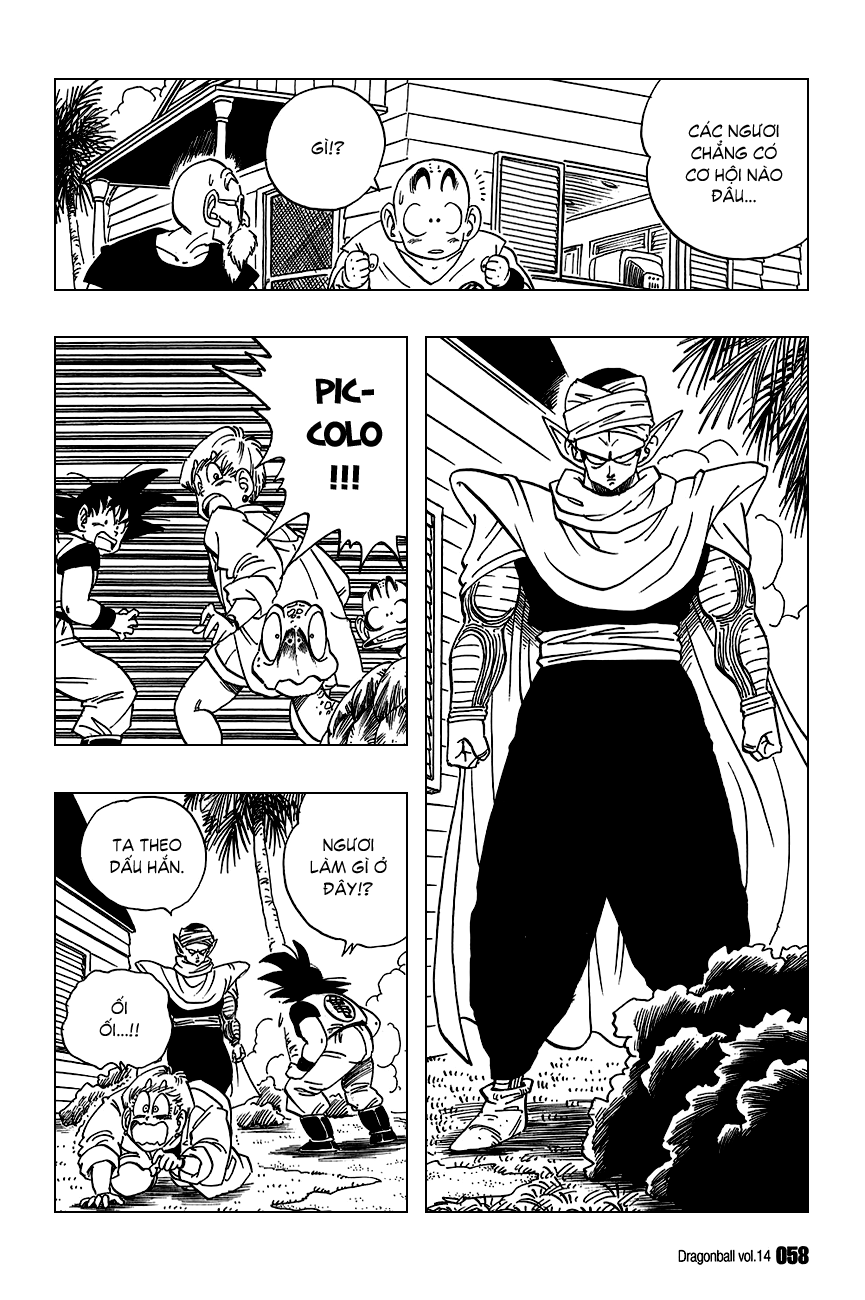 CÁC NGƯƠI
CHẲNG CÓ
CƠ HỘI NÀO
ĐÂU...
GÌ!?
PIC-
COLO
!!!
NGƯƠI
LÀM GÌ Ở
ĐÂY!?
TA THEO
DẤU HẮN.
ỐI
ỐI...!!
Dragonball vol.14 058